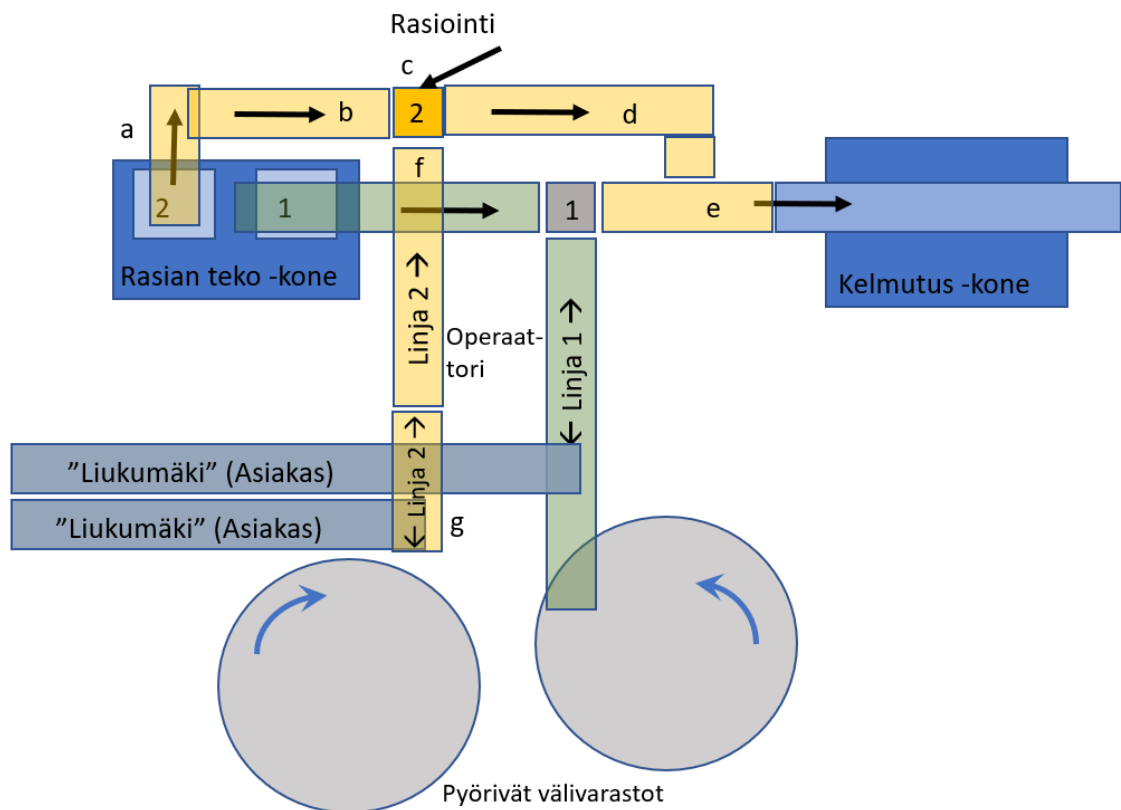 Rasiointi
c
a
b
2
d
f
2
1
1
e
Rasian teko -kone
Kelmutus -kone
Linja 2 →
Operaat-
tori
← Linja 1 →
← Linja 2 →
”Liukumäki” (Asiakas)
”Liukumäki” (Asiakas)
g
Pyörivät välivarastot